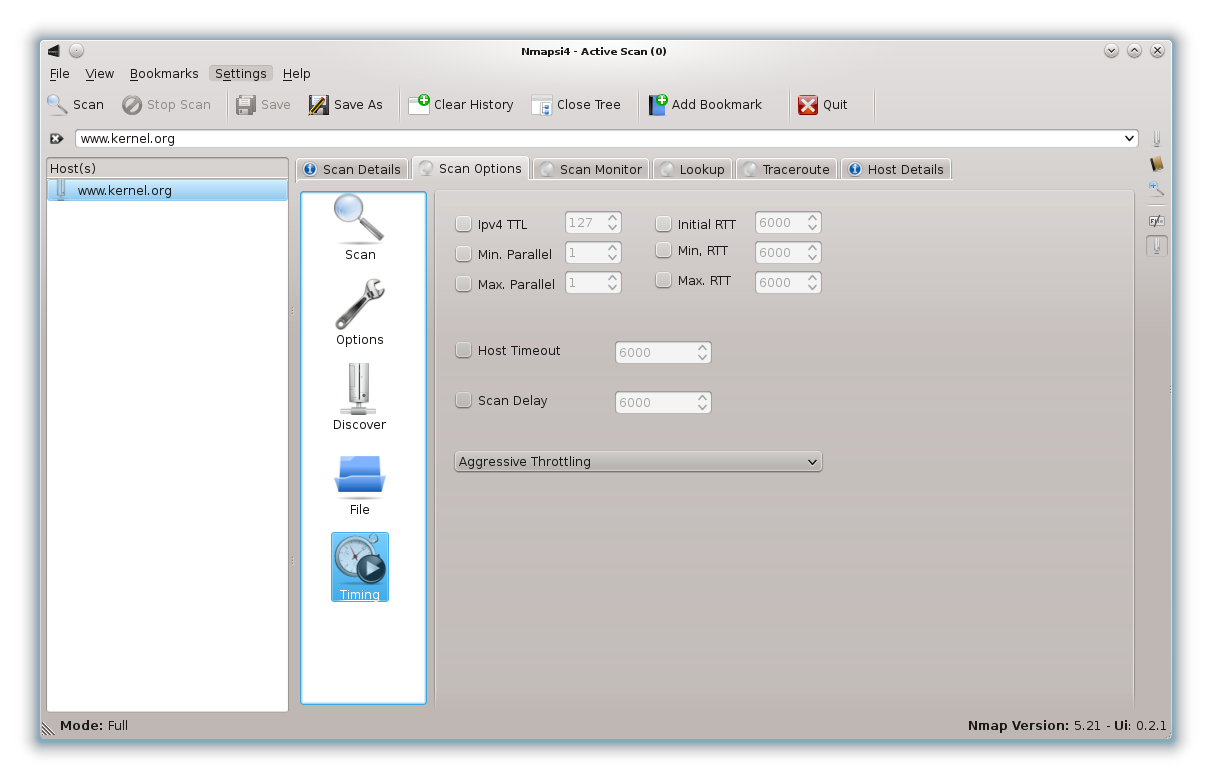 Nmapsi4 - Active Scan (0)
File View Bookmarks Settings Help
Scan Stop Scan Save Save As Clear History Close Tree Add Bookmark Quit
www.kernel.org
Host(s)
www.kernel.org
Scan Details Scan Options Scan Monitor Lookup Traceroute Host Details
Scan
Options
Discover
File
Timing
Ipv4 TTL 127 Initial RTT 6000
Min. Parallel 1 Min, RTT 6000
Max. Parallel 1 Max. RTT 6000
Host Timeout 6000
Scan Delay 6000
Aggressive Throttling
Mode: Full
Nmap Version: 5.21 - Ui: 0.2.1